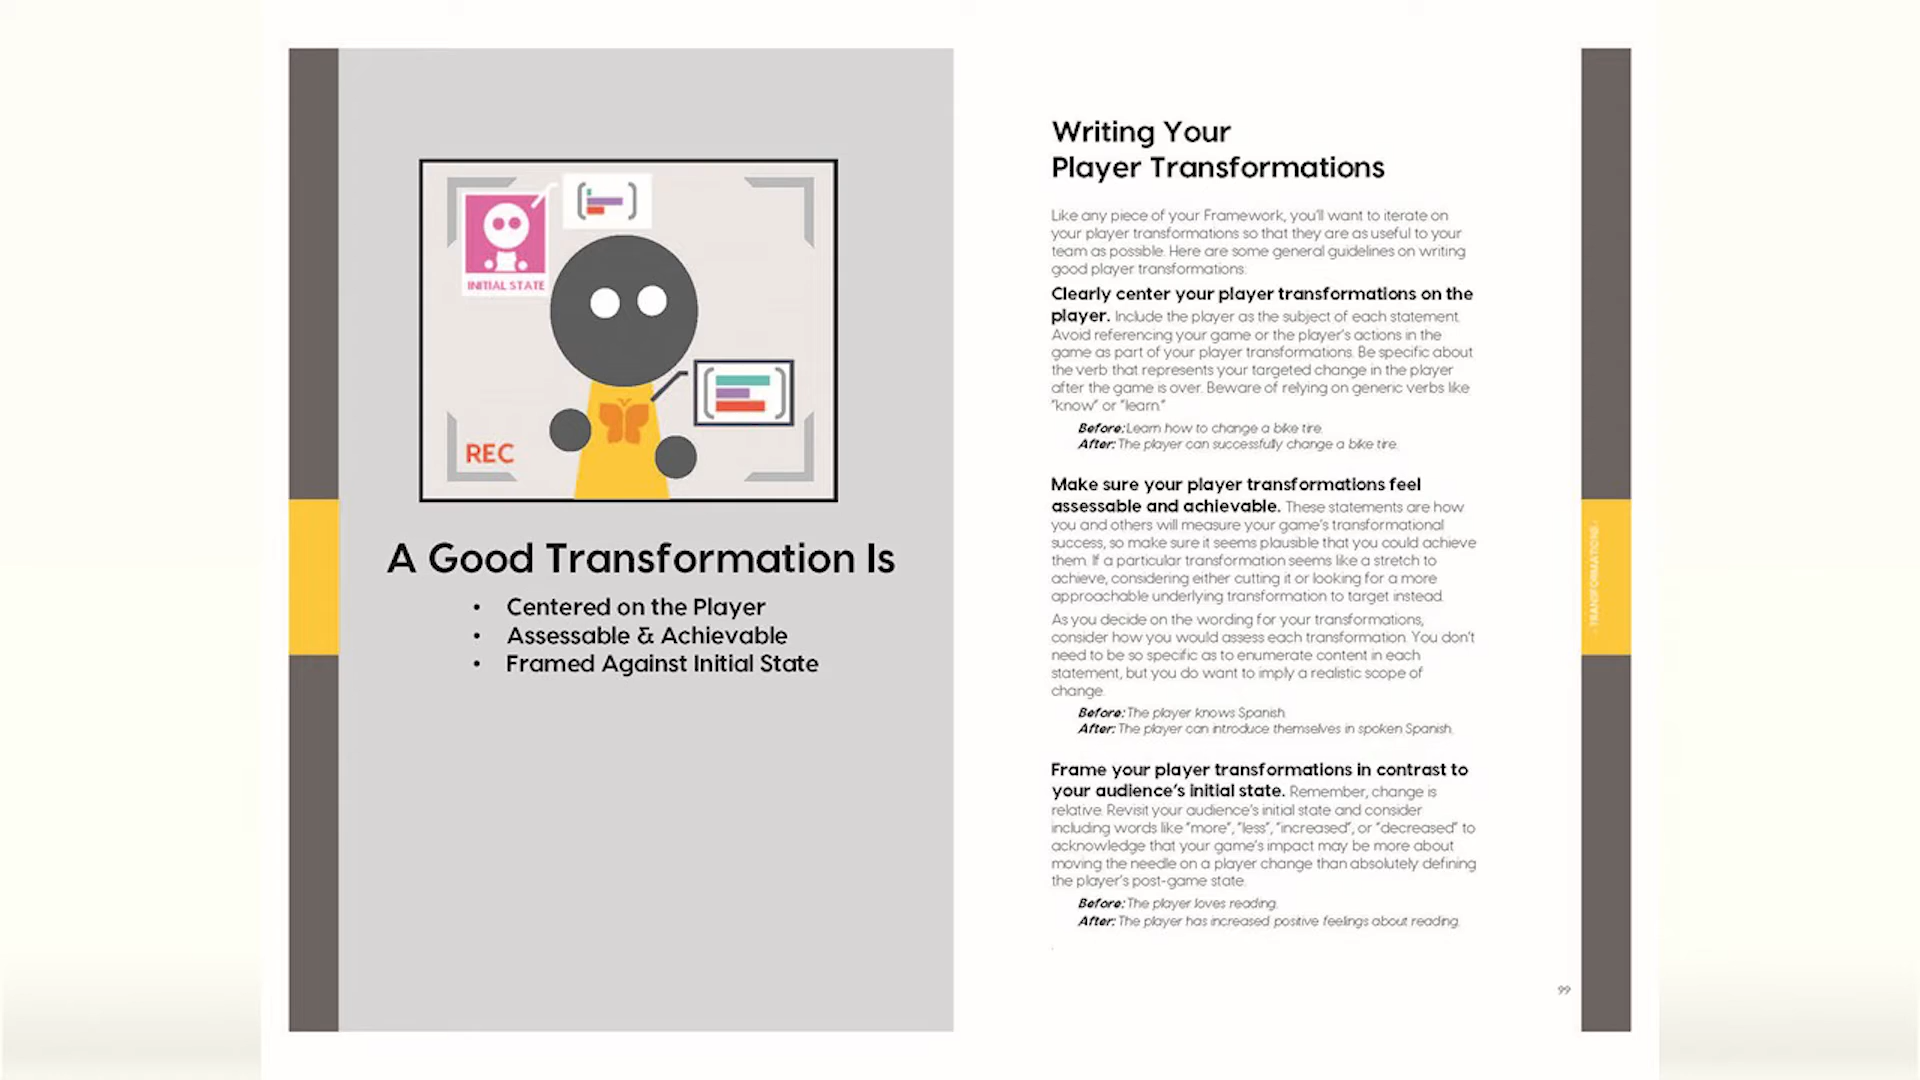 INITIAL STATE
REC
A Good Transformation Is
• Centered on the Player
• Assessable & Achievable
• Framed Against Initial State
Writing Your
Player Transformations
Like any piece of your Framework, you'll want to iterate on
your player transformations so that they are as useful to your
team as possible. Here are some general guidelines on writing
good player transformations:
Clearly center your player transformations on the
player. Include the player as the subject of each statement.
Avoid referencing your game or the player's actions in the
game as part of your player transformations. Be specific about
the verb that represents your targeted change in the player
after the game is over. Beware of relying on generic verbs like
"know" or "learn."
Before: Learn how to change a bike tire.
After: The player can successfully change a bike tire.
Make sure your player transformations feel
assessable and achievable. These statements are how
you and others will measure your game's transformational
success, so make sure it seems plausible that you could achieve
them. If a particular transformation seems like a stretch to
achieve, considering either cutting it or looking for a more
approachable underlying transformation to target instead.
As you decide on the wording for your transformations,
consider how you would assess each transformation. You don't
need to be so specific as to enumerate content in each
statement, but you do want to imply a realistic scope of
change.
Before: The player knows Spanish.
After: The player can introduce themselves in spoken Spanish.
Frame your player transformations in contrast to
your audience's initial state. Remember, change is
relative. Revisit your audience's initial state and consider
including words like "more", "less", "increased", or "decreased" to
acknowledge that your game's impact may be more about
moving the needle on a player change than absolutely defining
the player's post-game state.
Before: The player loves reading.
After: The player has increased positive feelings about reading.
99
- TRANSFORMATIONS -